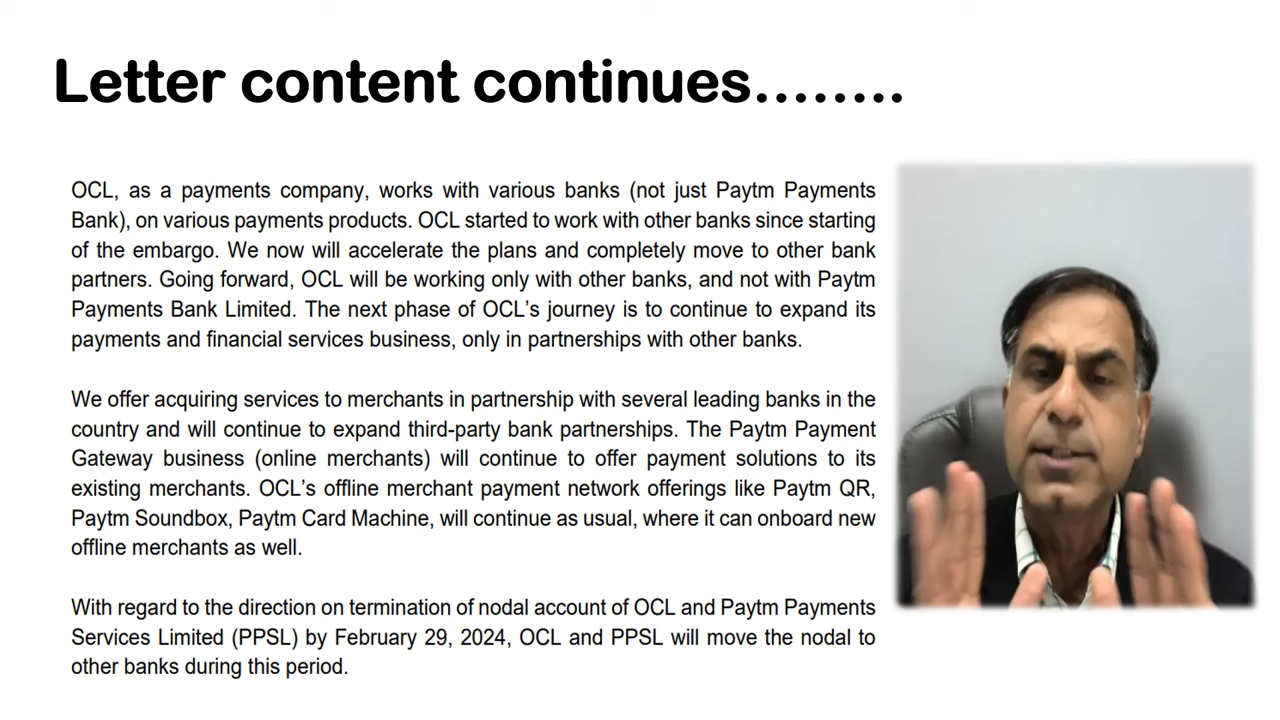 Letter content continues........
OCL, as a payments company, works with various banks (not just Paytm Payments
Bank), on various payments products. OCL started to work with other banks since starting
of the embargo. We now will accelerate the plans and completely move to other bank
partners. Going forward, OCL will be working only with other banks, and not with Paytm
Payments Bank Limited. The next phase of OCL’s journey is to continue to expand its
payments and financial services business, only in partnerships with other banks.
We offer acquiring services to merchants in partnership with several leading banks in the
country and will continue to expand third-party bank partnerships. The Paytm Payment
Gateway business (online merchants) will continue to offer payment solutions to its
existing merchants. OCL’s offline merchant payment network offerings like Paytm QR,
Paytm Soundbox, Paytm Card Machine, will continue as usual, where it can onboard new
offline merchants as well.
With regard to the direction on termination of nodal account of OCL and Paytm Payments
Services Limited (PPSL) by February 29, 2024, OCL and PPSL will move the nodal to
other banks during this period.